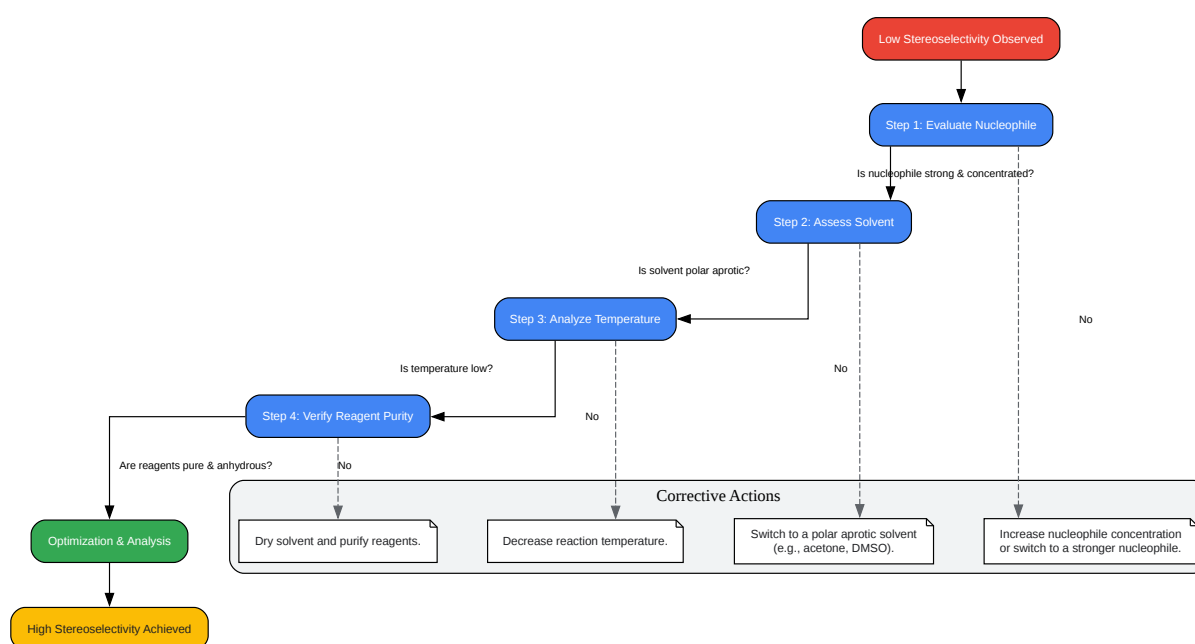 Low Stereoselectivity Observed
Step 1: Evaluate Nucleophile
Is nucleophile strong & concentrated?
Step 2: Assess Solvent
Is solvent polar aprotic?
Step 3: Analyze Temperature
No
Is temperature low?
No
Step 4: Verify Reagent Purity
No
Are reagents pure & anhydrous?
No
Corrective Actions
Optimization & Analysis
Dry solvent and purify reagents.
Decrease reaction temperature.
Switch to a polar aprotic solvent
(e.g., acetone, DMSO).
Increase nucleophile concentration
or switch to a stronger nucleophile.
High Stereoselectivity Achieved